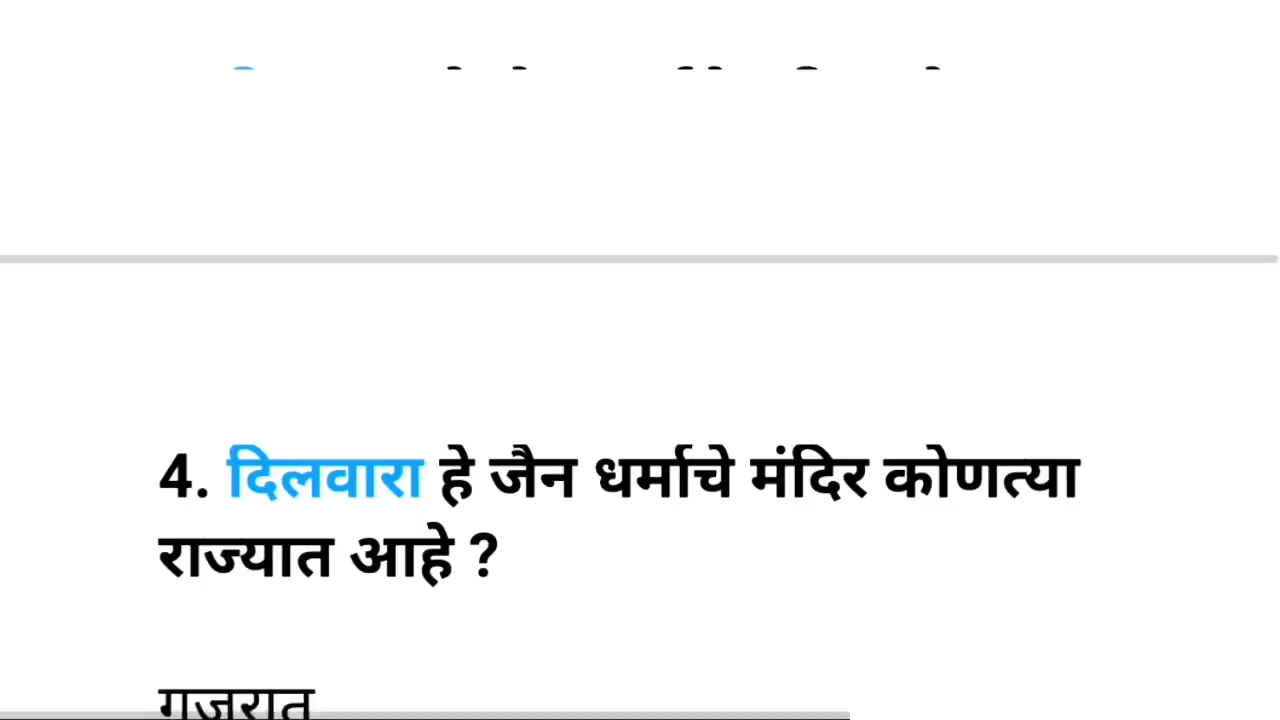 4. दिलवारा हे जैन धर्माचे मंदिर कोणत्या
राज्यात आहे ?
गुजरात